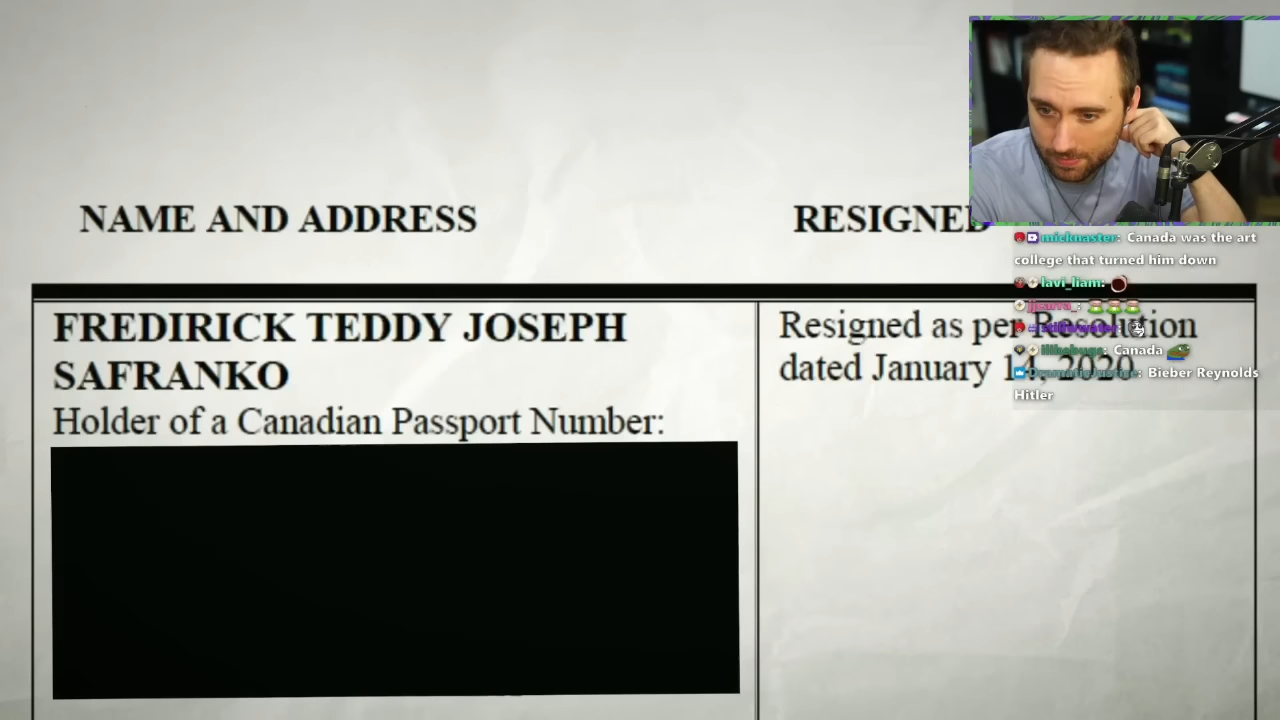 NAME AND ADDRESS
RESIGNED
FREDIRICK TEDDY JOSEPH
SAFRANKO
Holder of a Canadian Passport Number:
Resigned as per Resolution
dated January 14, 2020
micknaster: Canada was the art
college that turned him down
lavi_liam:
Canada
: Bieber Reynolds
Hitler